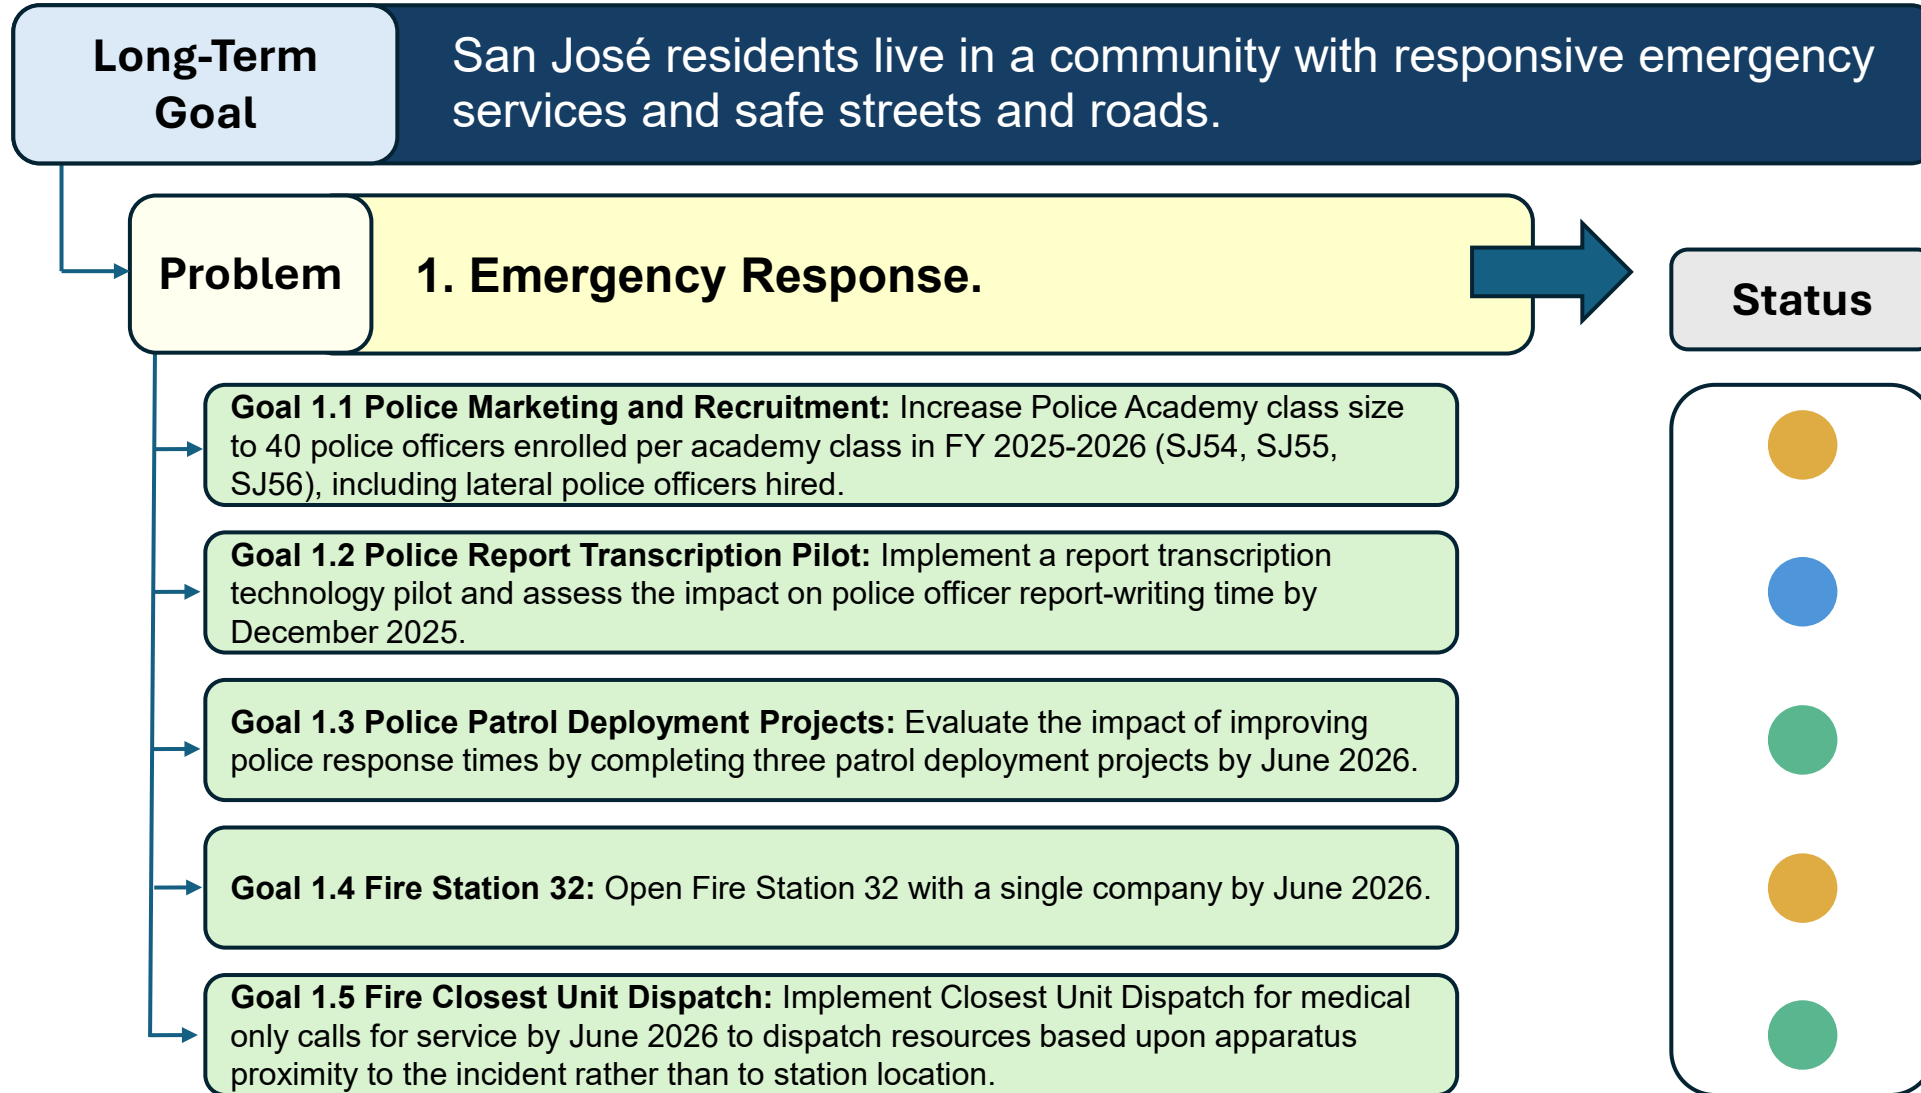 Long-Term
Goal
San José residents live in a community with responsive emergency
services and safe streets and roads.
Problem
1. Emergency Response.
Status
Goal 1.1 Police Marketing and Recruitment: Increase Police Academy class size
to 40 police officers enrolled per academy class in FY 2025-2026 (SJ54, SJ55,
SJ56), including lateral police officers hired.
Goal 1.2 Police Report Transcription Pilot: Implement a report transcription
technology pilot and assess the impact on police officer report-writing time by
December 2025.
Goal 1.3 Police Patrol Deployment Projects: Evaluate the impact of improving
police response times by completing three patrol deployment projects by June 2026.
Goal 1.4 Fire Station 32: Open Fire Station 32 with a single company by June 2026.
Goal 1.5 Fire Closest Unit Dispatch: Implement Closest Unit Dispatch for medical
only calls for service by June 2026 to dispatch resources based upon apparatus
proximity to the incident rather than to station location.